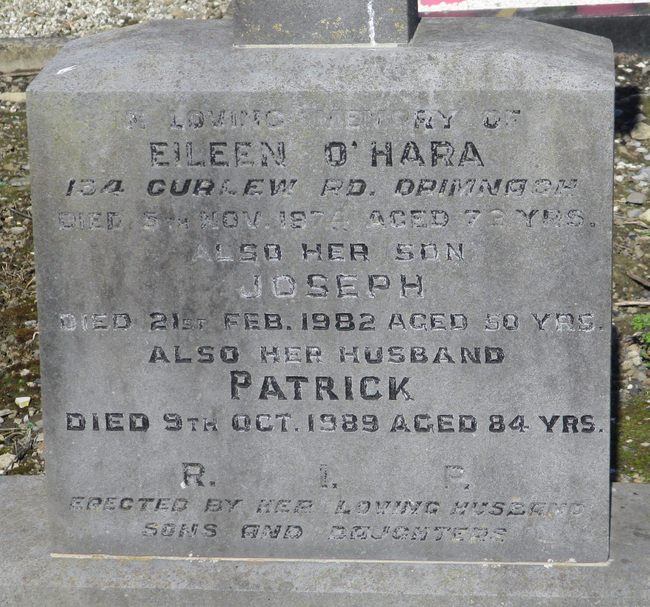 IN LOVING MEMORY OF
EILEEN O'HARA
134 CURLEW RD. DRIMNAGH
DIED 5TH NOV. AGED YRS.
ALSO HER SON
JOSEPH
DIED 21ST FEB. 1982 AGED 50 YRS.
ALSO HER HUSBAND
PATRICK
DIED 9TH OCT. 1989 AGED 84 YRS.
R. I. P.
ERECTED BY HER LOVING HUSBAND
SONS AND DAUGHTERS